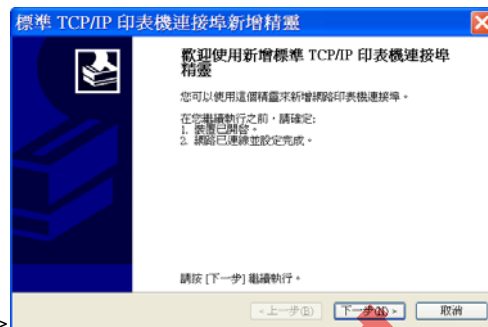 標準 TCP/IP 印表機連接埠新增精靈
歡迎使用新增標準 TCP/IP 印表機連接埠
精靈
您可以使用這個精靈來新增網路印表機連接埠。
在您繼續執行之前，請確定:
1. 裝置已開啟。
2. 網路已連線並設定完成。
請按 [下一步] 繼續執行。
<上一步(B) 下一步(N) > 取消
>